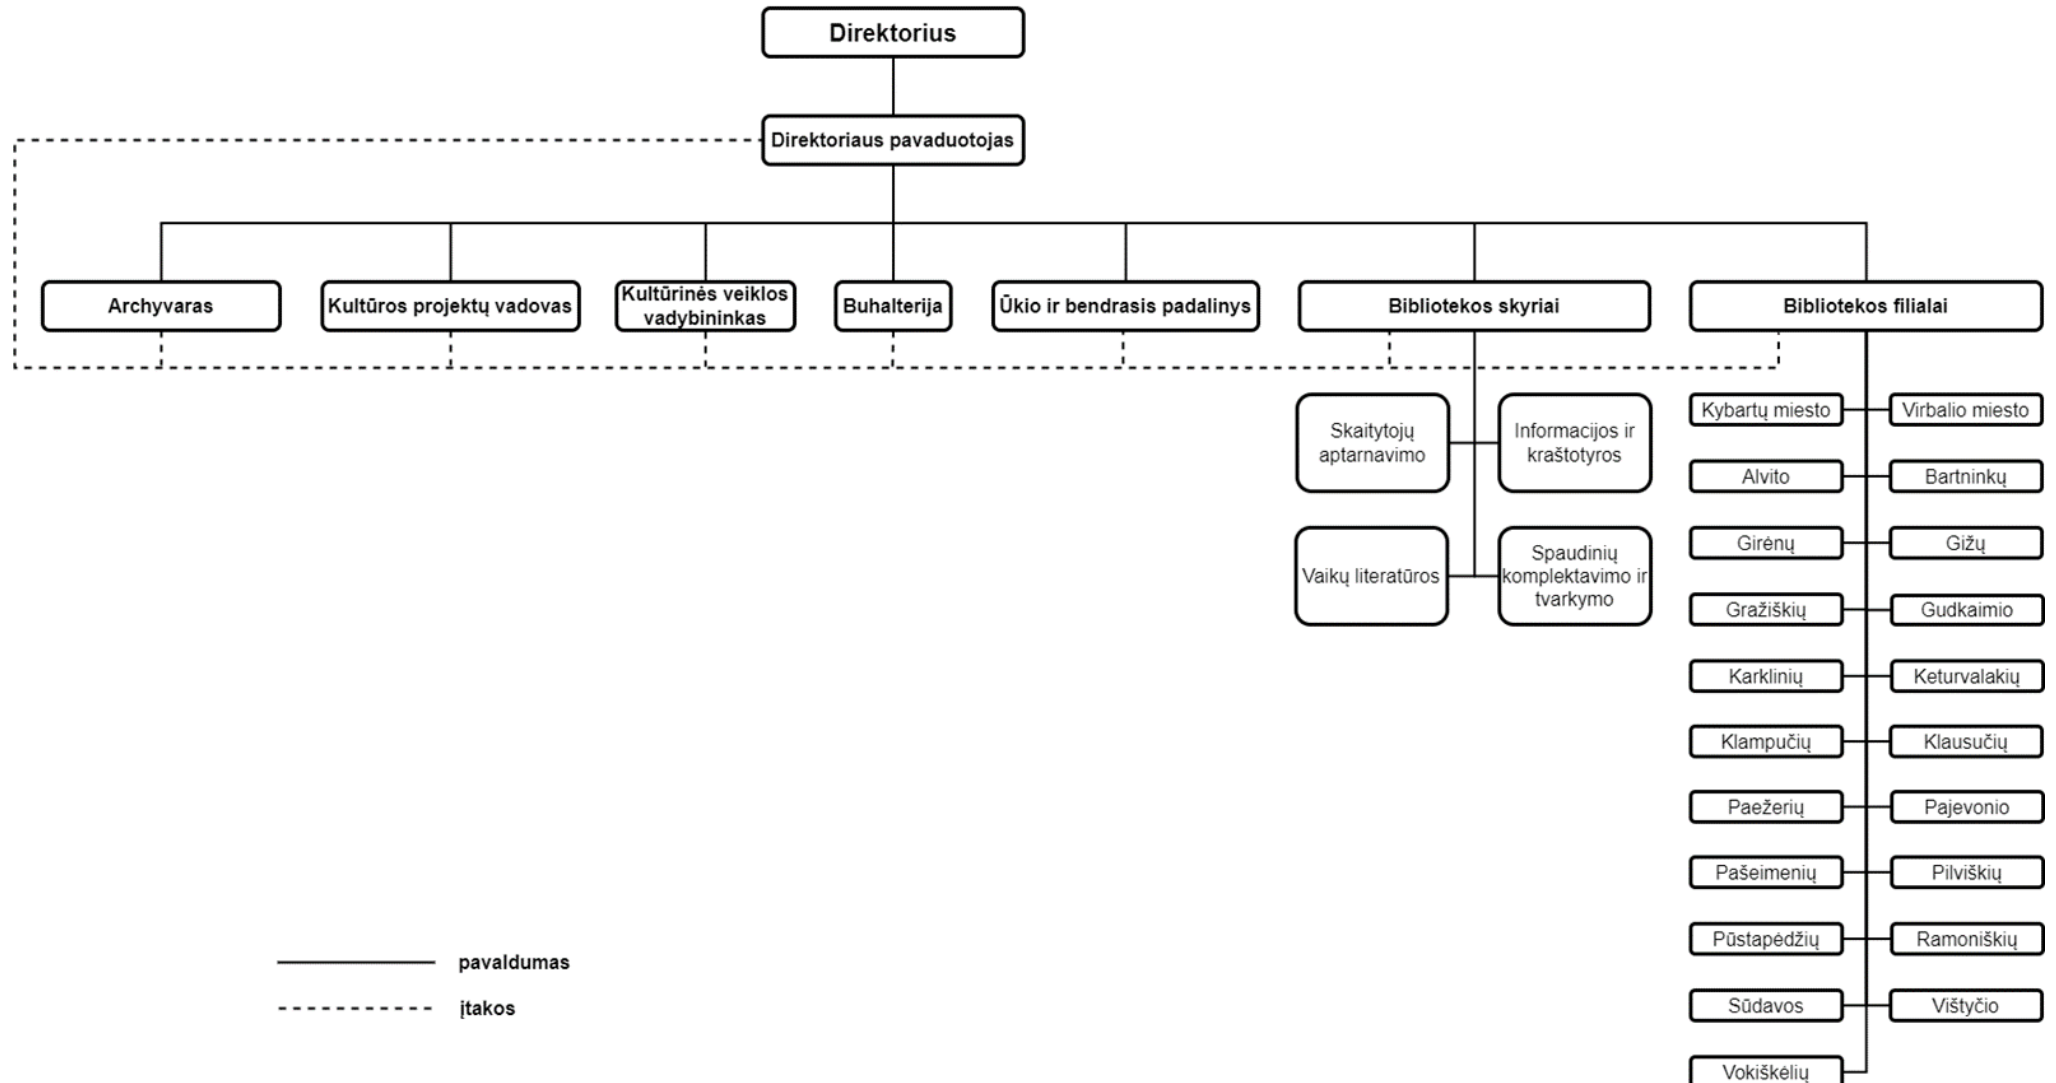 Direktorius
Direktoriaus pavaduotojas
Archyvaras
Kultūros projektų vadovas
Kultūrinės veiklos
vadybininkas
Buhalterija
Ūkio ir bendrasis padalinys
Bibliotekos skyriai
Bibliotekos filialai
Skaitytojų
aptarnavimo
Informacijos ir
kraštotyros
Vaikų literatūros
Spaudinių
komplektavimo ir
tvarkymo
Kybartų miesto
Virbalio miesto
Alvito
Bartninkų
Girėnų
Gižų
Gražiškių
Gudkaimio
Karklinių
Keturvalakių
Klampučių
Klausučių
Paežerių
Pajevonio
Pašeimenių
Pilviškių
Pūstapėdžių
Ramoniškių
Sūdavos
Vištyčio
Vokiškėlių
pavaldumas
įtakos